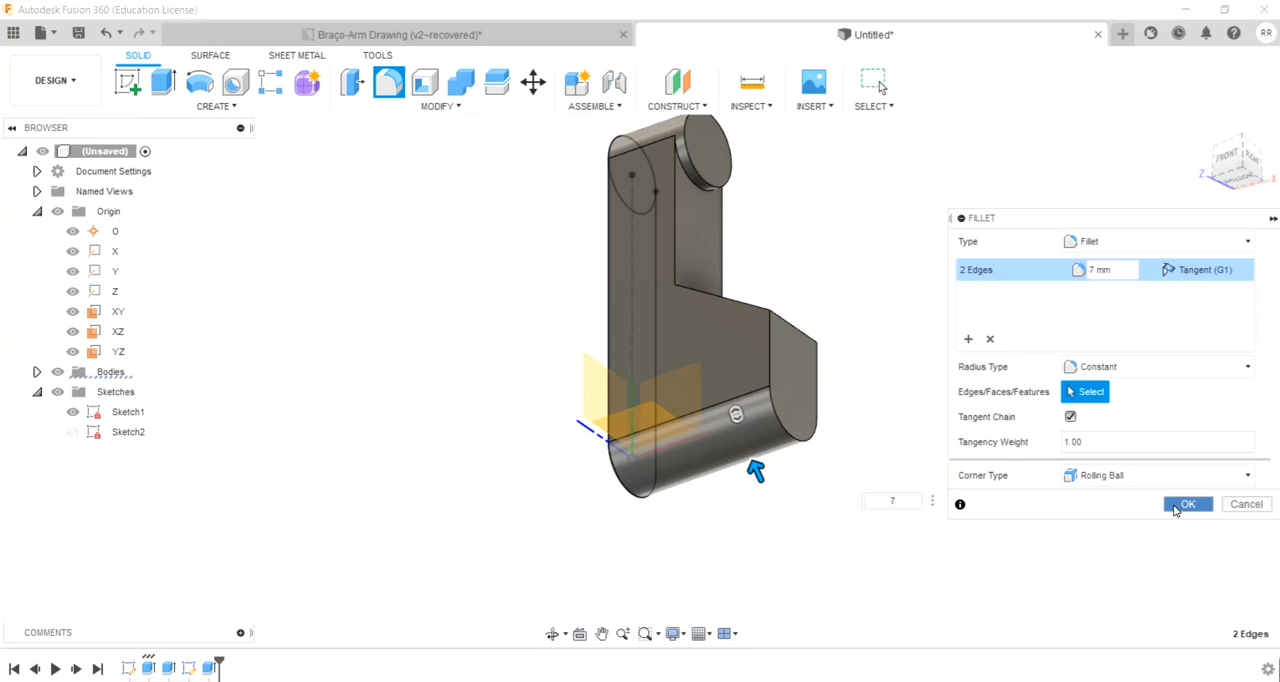 Autodesk Fusion 360 (Education License)
Braço-Arm Drawing (v2~recovered)*
Untitled*
RR
DESIGN
SOLID SURFACE SHEET METAL TOOLS
CREATE MODIFY ASSEMBLE CONSTRUCT INSPECT INSERT SELECT
BROWSER
(Unsaved)
Document Settings
Named Views
Origin
O
X
Y
Z
XY
XZ
YZ
Bodies
Sketches
Sketch1
Sketch2
FRONT
Z
X
FILLET
Type Fillet
2 Edges 7 mm Tangent (G1)
Radius Type Constant
Edges/Faces/Features Select
Tangent Chain
Tangency Weight 1.00
Corner Type Rolling Ball
OK Cancel
7
COMMENTS
2 Edges